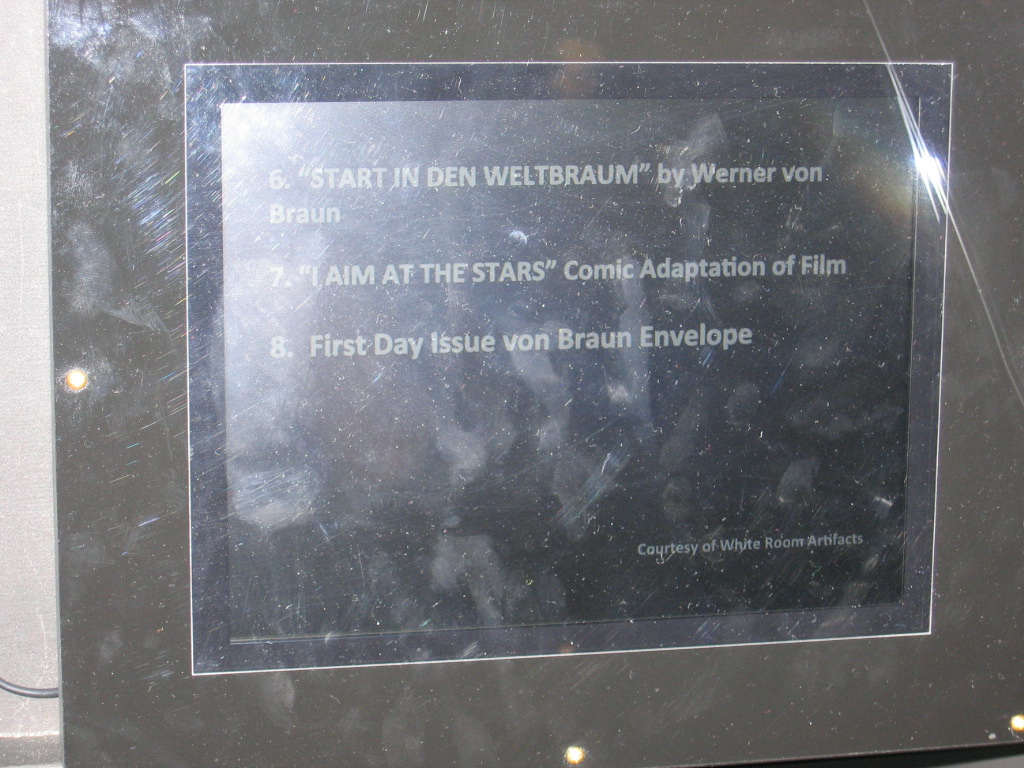 6. “START IN DEN WELTBRAUM” by Werner von
Braun
7. “I AIM AT THE STARS” Comic Adaptation of Film
8. First Day Issue von Braun Envelope
Courtesy of White Room Artifacts